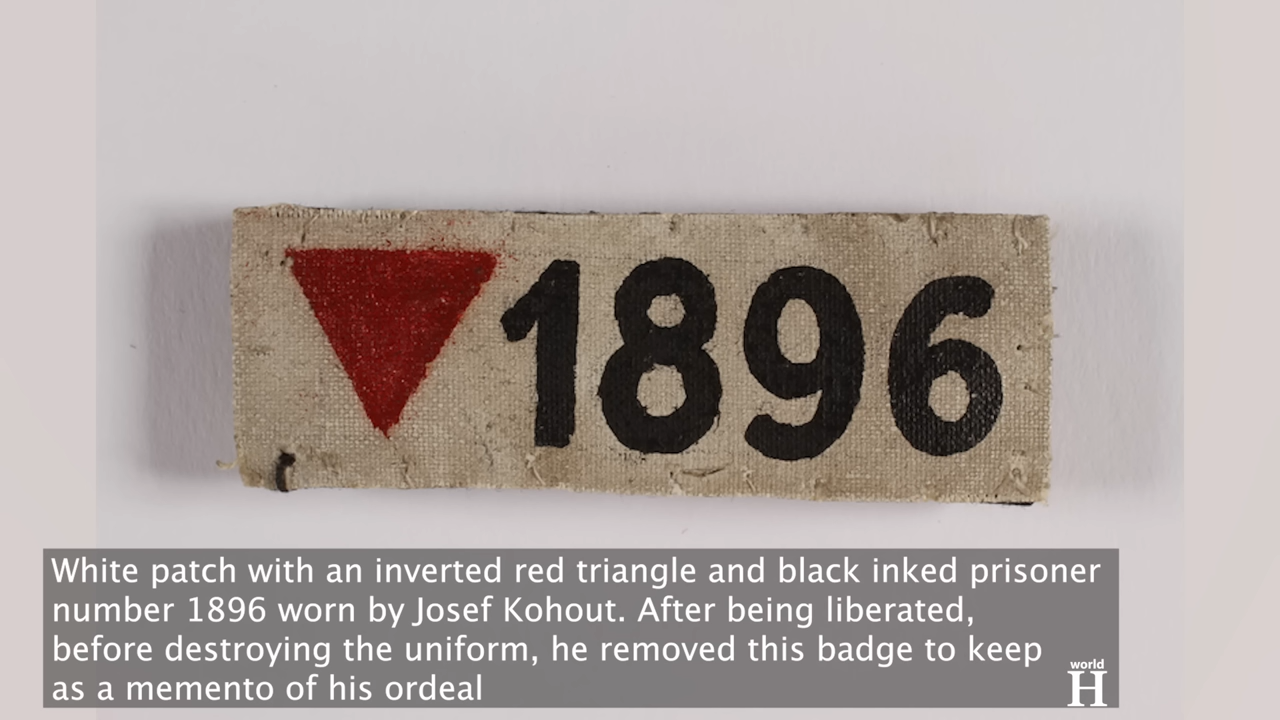 1896
White patch with an inverted red triangle and black inked prisoner
number 1896 worn by Josef Kohout. After being liberated,
before destroying the uniform, he removed this badge to keep
as a memento of his ordeal
world
H